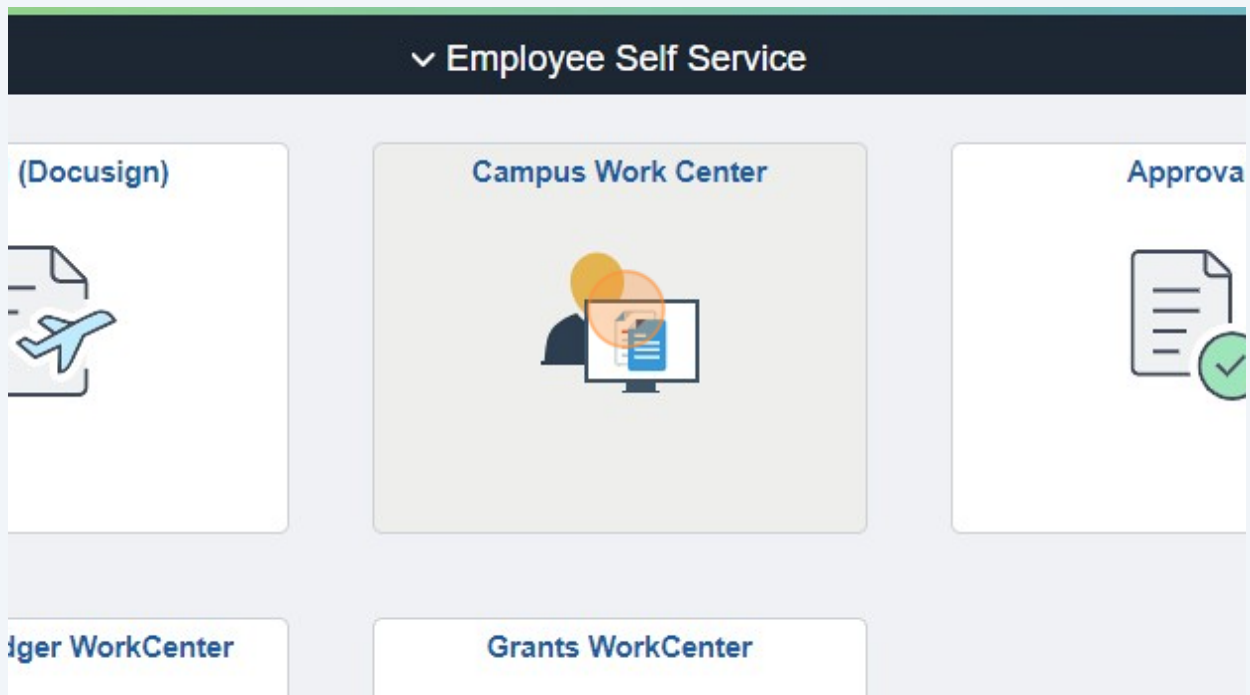 Employee Self Service
(Docusign)
Campus Work Center
Approva
dger WorkCenter
Grants WorkCenter